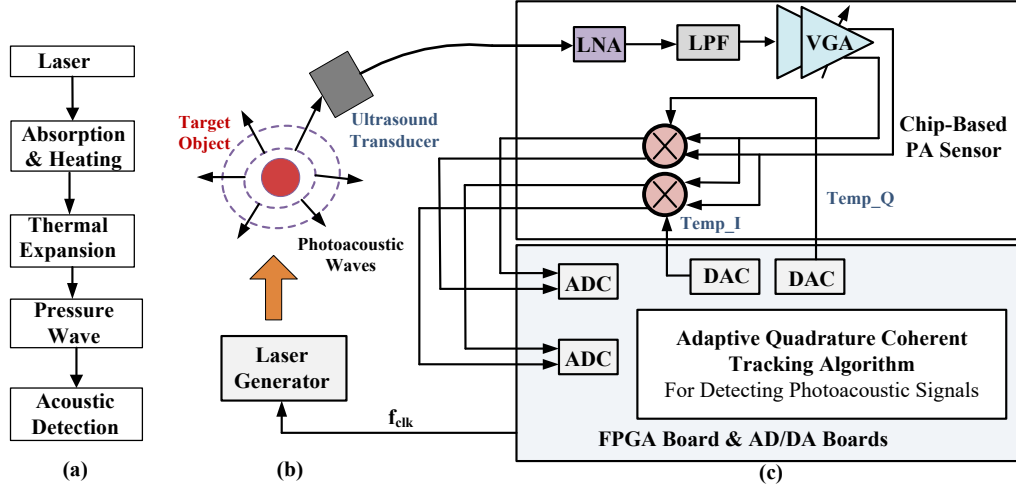 Laser
Absorption
& Heating
Thermal
Expansion
Pressure
Wave
Acoustic
Detection
(a)
Target
Object
Ultrasound
Transducer
Photoacoustic
Waves
Laser
Generator
f_clk
(b)
LNA
LPF
VGA
Chip-Based
PA Sensor
Temp_Q
Temp_I
DAC
DAC
ADC
ADC
Adaptive Quadrature Coherent
Tracking Algorithm
For Detecting Photoacoustic Signals
FPGA Board & AD/DA Boards
(c)